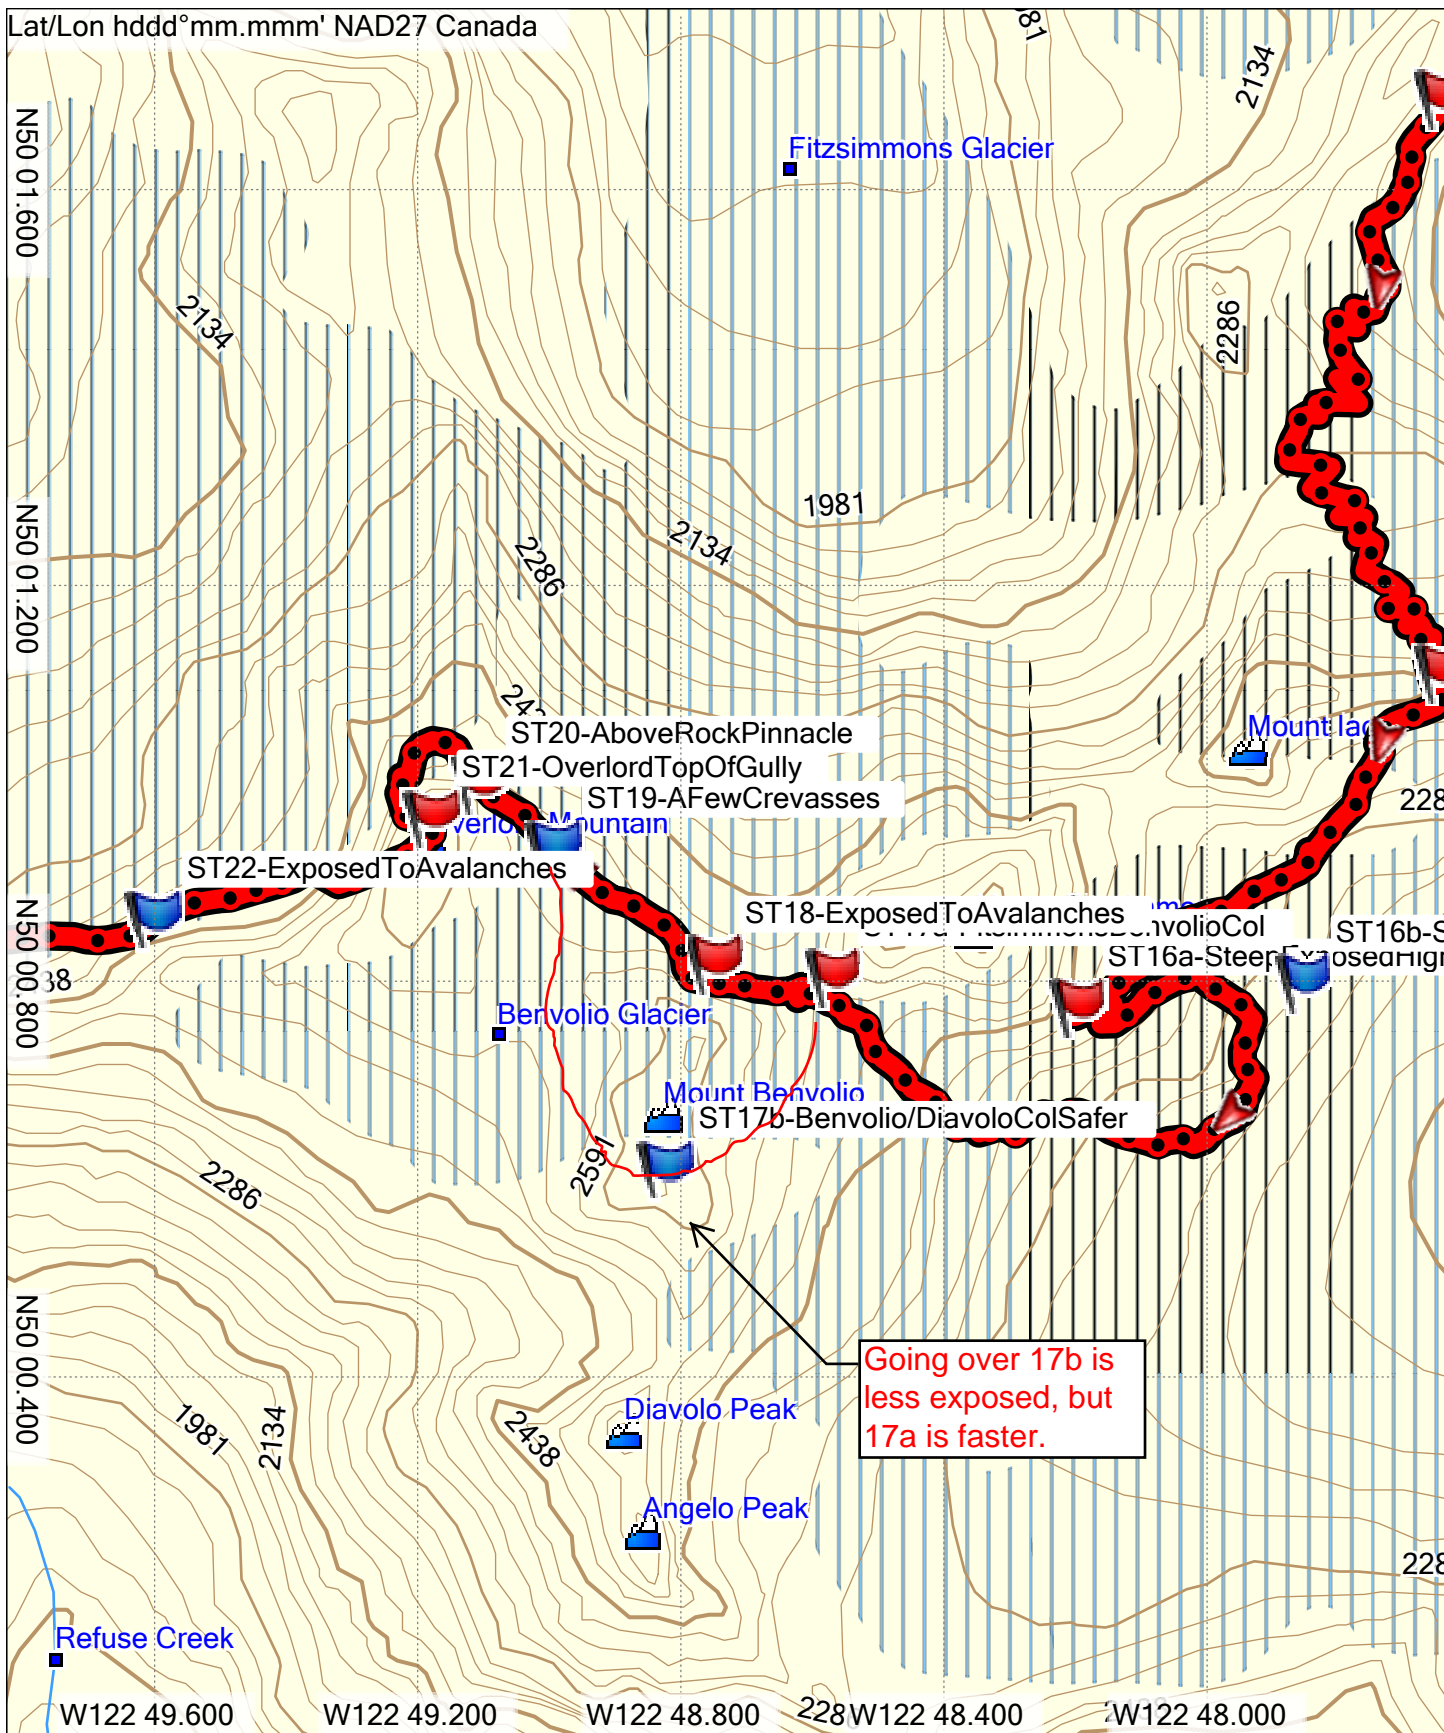 Lat/Lon hddd°mm.mmm' NAD27 Canada
2134
N50 01.600
Fitzsimmons Glacier
2134
2286
1981
2134
2286
N50 01.200
ST20-AboveRockPinnacle
Mount
ST21-OverlordTopOfGully
ST19-AFewCrevasses
Mountain
ST22-ExposedToAvalanches
ST18-ExposedToAvalanches
N50 00.800
Benvolio Glacier
Mount Benvolio
ST17b-Benvolio/DiavoloColSafer
2591
2286
Going over 17b is
less exposed, but
17a is faster.
N50 00.400
Diavolo Peak
1981
2134
2438
Angelo Peak
Refuse Creek
W122 49.600
W122 49.200
W122 48.800
W122 48.400
W122 48.000